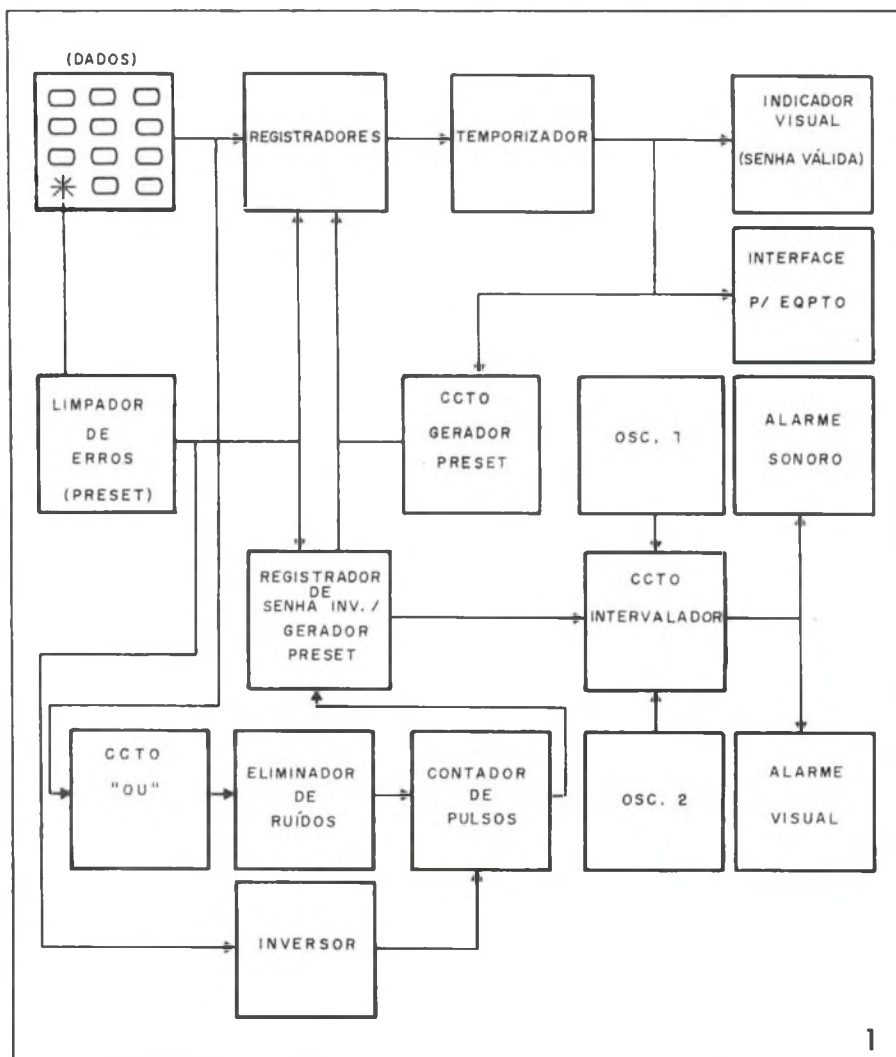 (DADOS)
REGISTRADORES
TEMPORIZADOR
INDICADOR
VISUAL
(SENHA VÁLIDA)
INTERFACE
P/ EQPTO
LIMPADOR
DE
ERROS
(PRESET)
CCTO
GERADOR
PRESET
OSC. 1
ALARME
SONORO
REGISTRADOR
DE
SENHA INV./
GERADOR
PRESET
CCTO
INTERVALADOR
CCTO
"OU"
ELIMINADOR
DE
RUÍDOS
CONTADOR
DE
PULSOS
OSC. 2
ALARME
VISUAL
INVERSOR
1